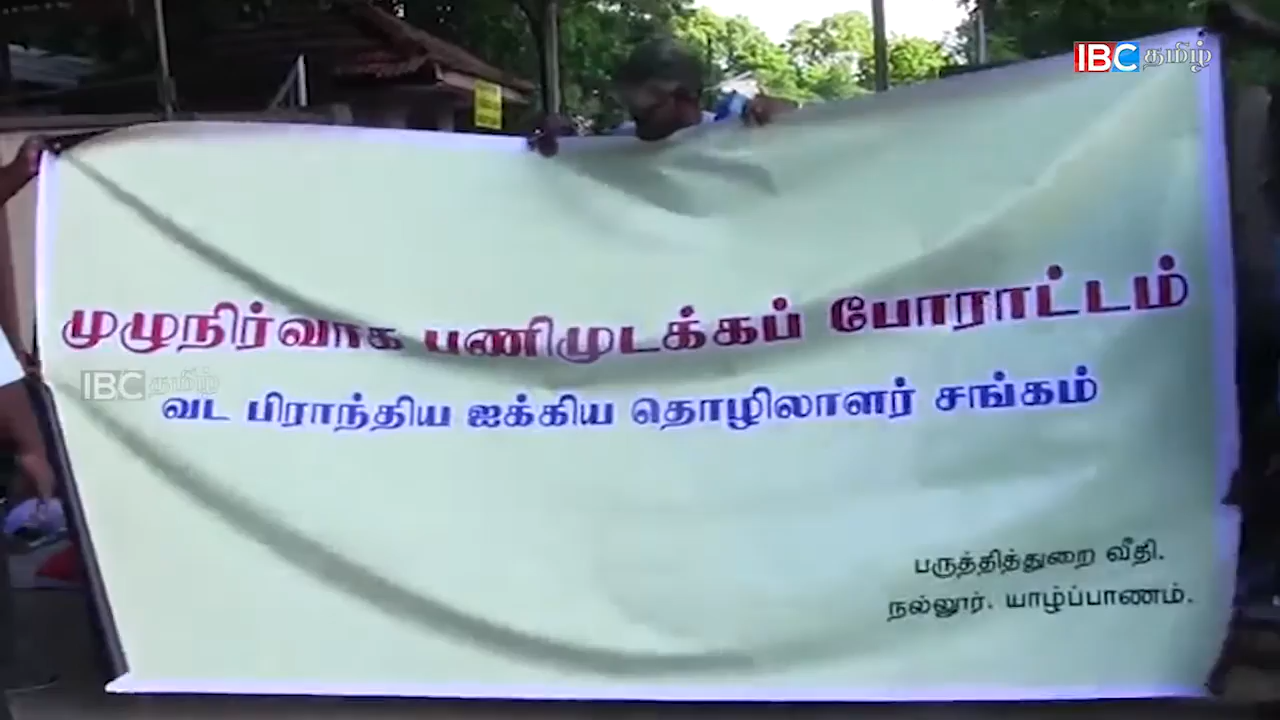 IBC தமிழ்
முழுநிர்வாக பணிமுடக்கப் போராட்டம்
IBC தமிழ்
வட பிராந்திய ஐக்கிய தொழிலாளர் சங்கம்
பருத்தித்துறை வீதி.
நல்லூர். யாழ்ப்பாணம்.